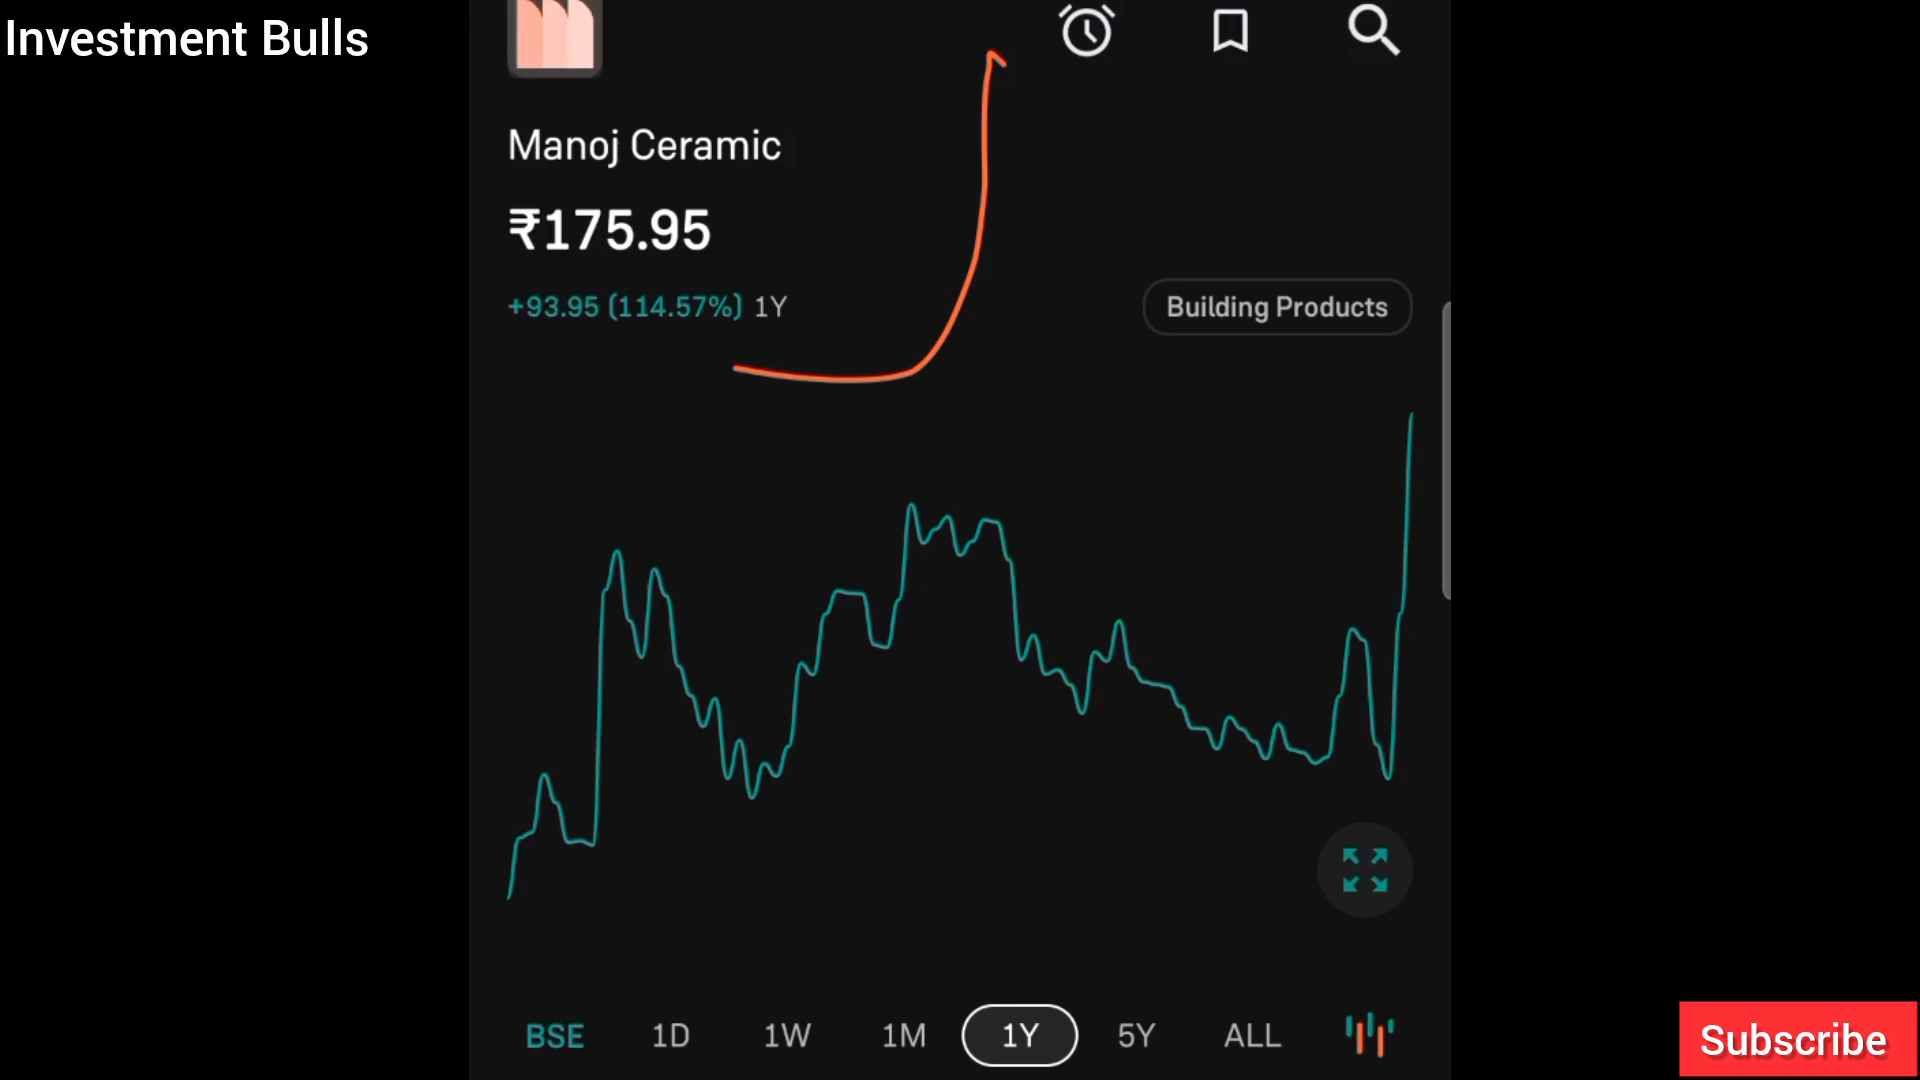 Investment Bulls
Manoj Ceramic
₹175.95
+93.95 (114.57%) 1Y
Building Products
BSE 1D 1W 1M 1Y 5Y ALL
Subscribe